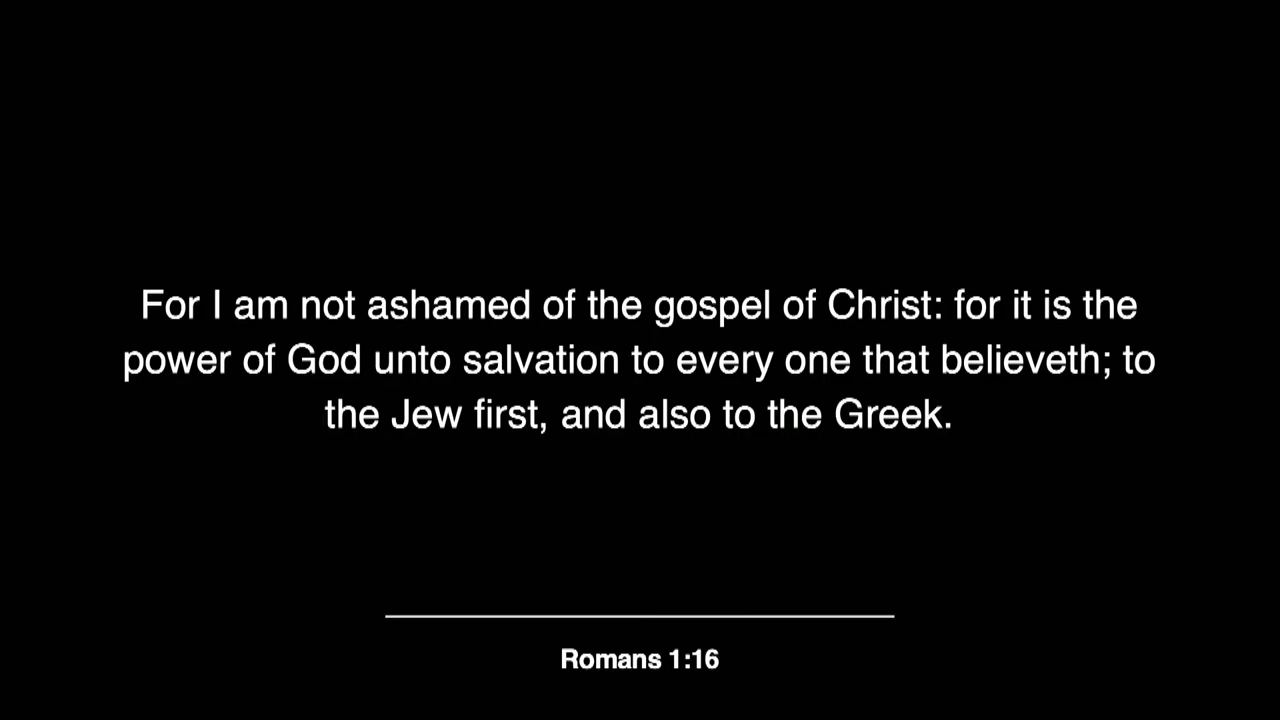 For I am not ashamed of the gospel of Christ: for it is the
power of God unto salvation to every one that believeth; to
the Jew first, and also to the Greek.
Romans 1:16